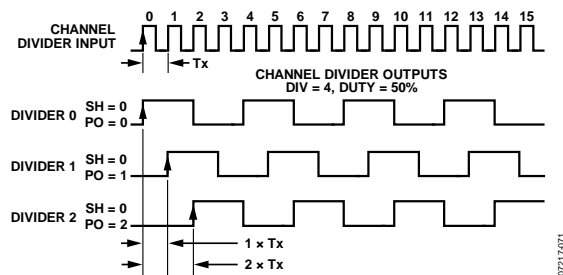 0 1 2 3 4 5 6 7 8 9 10 11 12 13 14 15
CHANNEL
DIVIDER INPUT
Tx
CHANNEL DIVIDER OUTPUTS
DIV = 4, DUTY = 50%
DIVIDER 0
SH = 0
PO = 0
DIVIDER 1
SH = 0
PO = 1
DIVIDER 2
SH = 0
PO = 2
1 × Tx
2 × Tx
07217-071